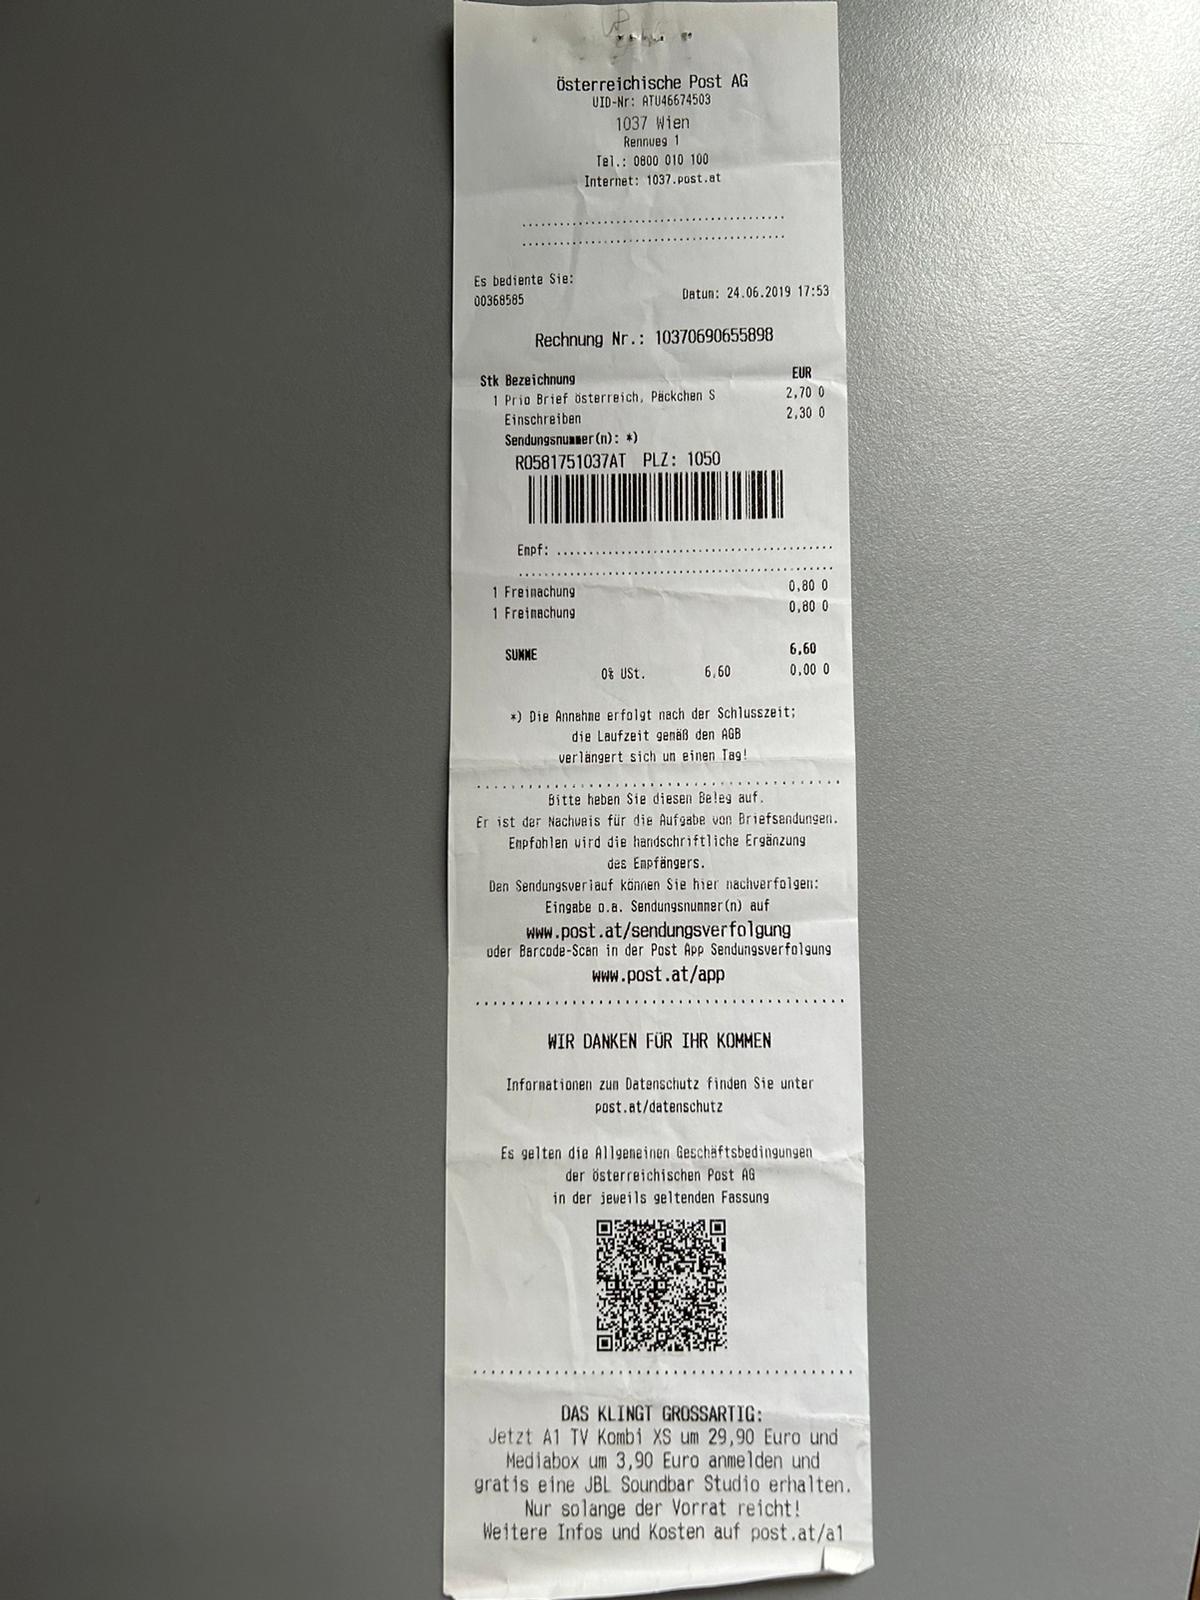 Österreichische Post AG
UID-Nr: ATU46674503
1037 Wien
Rennweg 1
Tel.: 0800 010 100
Internet: 1037.post.at
Es bediente Sie:
00368585 Datum: 24.06.2019 17:53
Rechnung Nr.: 10370690655898
Stk Bezeichnung EUR
1 Prio Brief Österreich, Päckchen S 2,70 0
Einschreiben 2,30 0
Sendungsnummer(n): *)
RO581751037AT PLZ: 1050
Empf:
1 Freimachung 0,80 0
1 Freimachung 0,80 0
SUMME 6,60
0% USt. 6,60 0,00 0
*) Die Annahme erfolgt nach der Schlusszeit;
die Laufzeit gemäß den AGB
verlängert sich um einen Tag!
Bitte heben Sie diesen Beleg auf.
Er ist der Nachweis für die Aufgabe von Briefsendungen.
Empfohlen wird die handschriftliche Ergänzung
des Empfängers.
Den Sendungsverlauf können Sie hier nachverfolgen:
Eingabe o.a. Sendungsnummer(n) auf
www.post.at/sendungsverfolgung
oder Barcode-Scan in der Post App Sendungsverfolgung
www.post.at/app
WIR DANKEN FÜR IHR KOMMEN
Informationen zum Datenschutz finden Sie unter
post.at/datenschutz
Es gelten die Allgemeinen Geschäftsbedingungen
der Österreichischen Post AG
in der jeweils geltenden Fassung
DAS KLINGT GROSSARTIG:
Jetzt A1 TV Kombi XS um 29,90 Euro und
Mediabox um 3,90 Euro anmelden und
gratis eine JBL Soundbar Studio erhalten.
Nur solange der Vorrat reicht!
Weitere Infos und Kosten auf post.at/a1